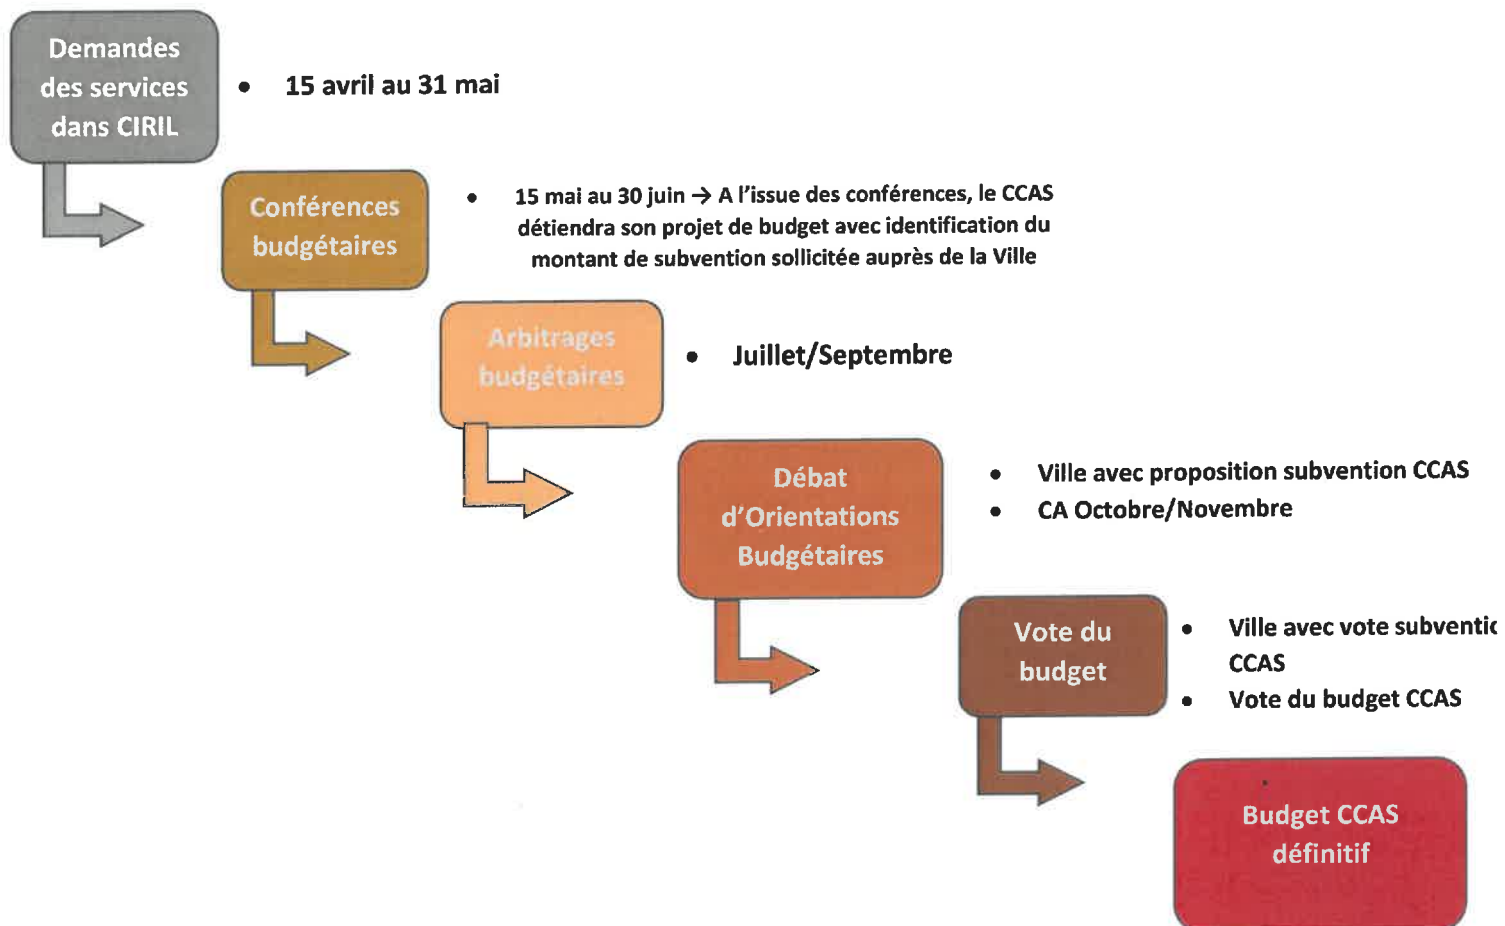 Demandes
des services
dans CIRIL
• 15 avril au 31 mai
Conférences
budgétaires
• 15 mai au 30 juin → A l'issue des conférences, le CCAS
détiendra son projet de budget avec identification du
montant de subvention sollicitée auprès de la Ville
Arbitrages
budgétaires
• Juillet/Septembre
Débat
d'Orientations
Budgétaires
• Ville avec proposition subvention CCAS
• CA Octobre/Novembre
Vote du
budget
• Ville avec vote
CCAS
• Vote du budget CCAS
Budget CCAS
définitif